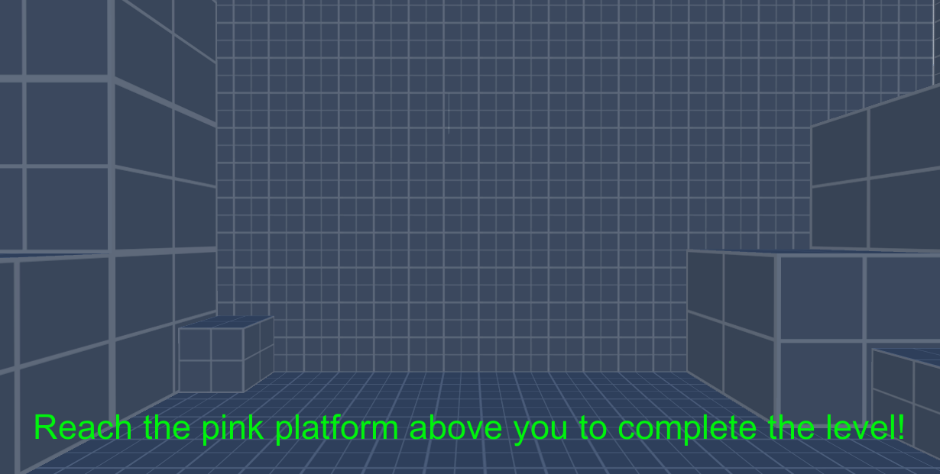 Reach the pink platform above you to complete the level!